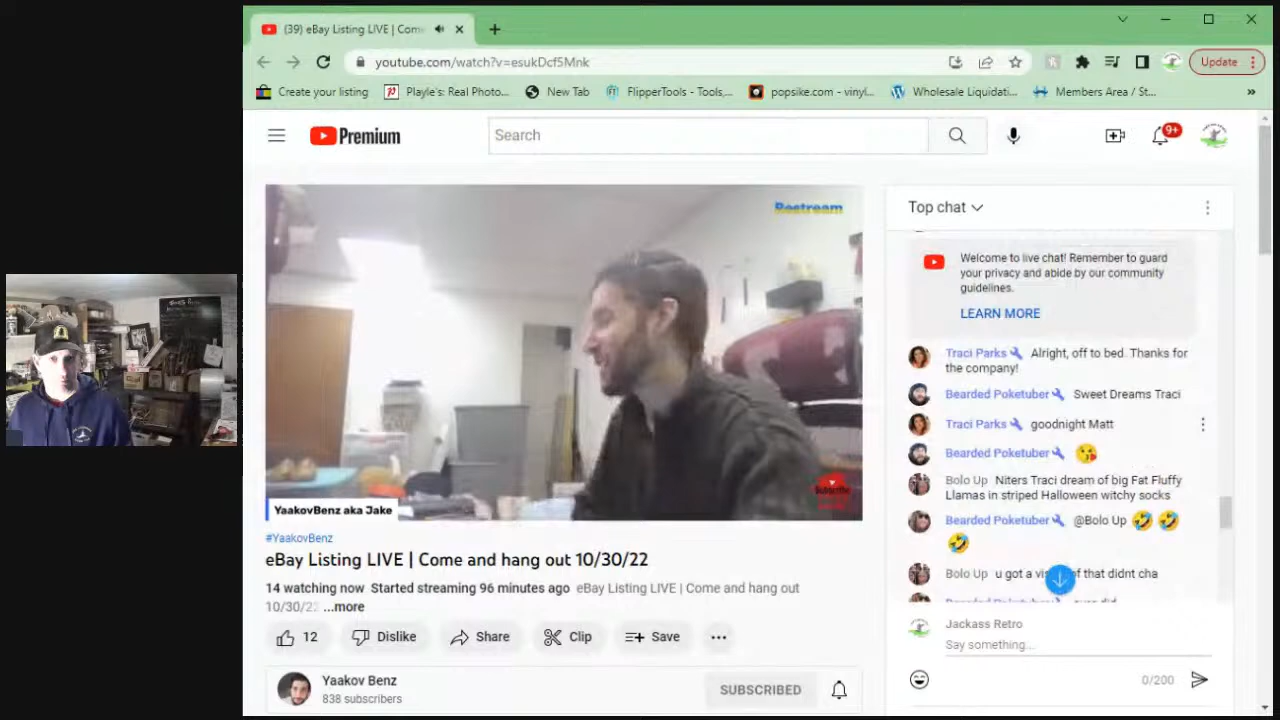 (39) eBay Listing LIVE | Com
youtube.com/watch?v=esukDcf5Mnk
Update
Create your listing
Playle's: Real Photo...
New Tab
FlipperTools - Tools,...
popsike.com - vinyl,...
Wholesale Liquidati...
Members Area / St...
»
Premium
Search
9+
Restream
Subscribe
YaakovBenz aka Jake
#YaakovBenz
eBay Listing LIVE | Come and hang out 10/30/22
14 watching now Started streaming 96 minutes ago eBay Listing LIVE | Come and hang out
10/30/22 ...more
12
Dislike
Share
Clip
Save
Yaakov Benz
838 subscribers
SUBSCRIBED
Top chat
Welcome to live chat! Remember to guard
your privacy and abide by our community
guidelines.
LEARN MORE
Traci Parks Alright, off to bed. Thanks for
the company!
Bearded Poketuber Sweet Dreams Traci
Traci Parks goodnight Matt
Bearded Poketuber 😘
Bolo Up Niters Traci dream of big Fat Fluffy
Llamas in striped Halloween witchy socks
Bearded Poketuber @Bolo Up 🤣 🤣
🤣
Bolo Up u got a of that didnt cha
Jackass Retro
Say something...
0/200